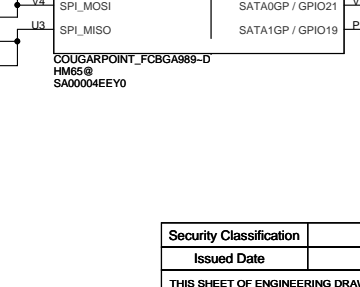 V4 SPI_MOSI SATA0GP / GPIO21
U3 SPI_MISO SATA1GP / GPIO19 P
COUGARPOINT_FCBGA989~D
HM65@
SA00004EEY0
Security Classification
Issued Date
THIS SHEET OF ENGINEERING